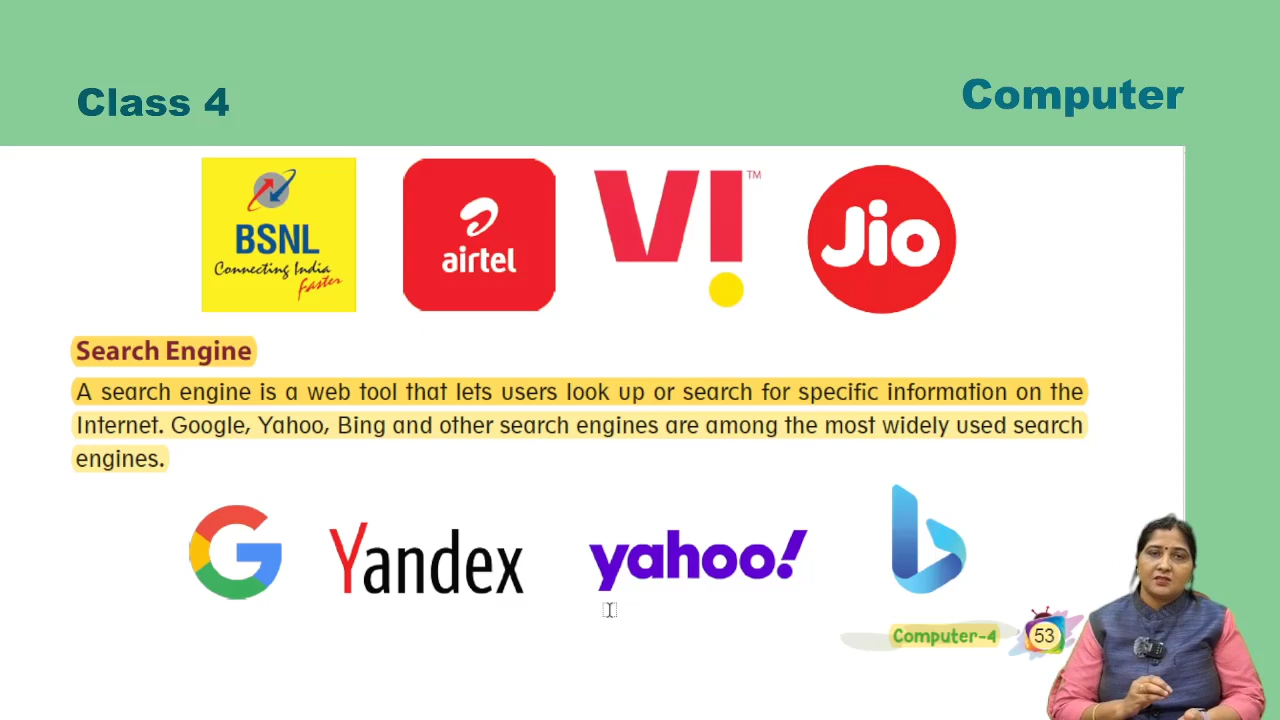 Class 4
Computer
BSNL
Connecting India
Faster
airtel
VI
TM
Jio
Search Engine
A search engine is a web tool that lets users look up or search for specific information on the
Internet. Google, Yahoo, Bing and other search engines are among the most widely used search
engines.
G
Yandex
yahoo!
b
Computer-4
53